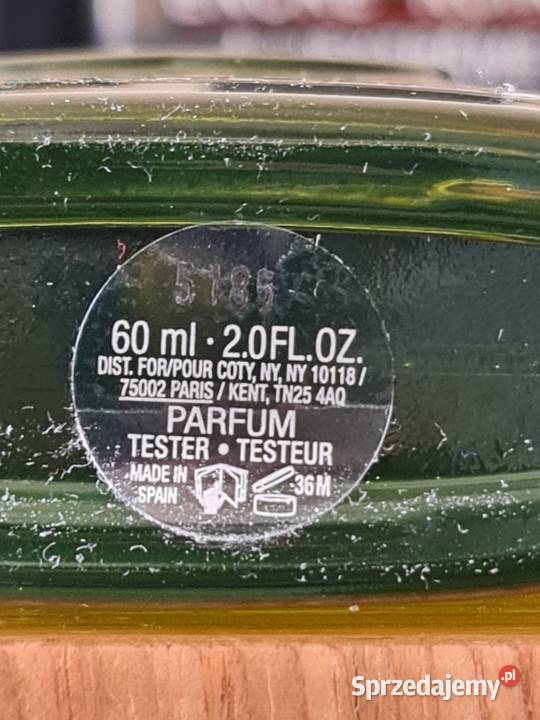 5185
60 ml · 2.0FL.OZ.
DIST. FOR/POUR COTY, NY, NY 10118 /
75002 PARIS / KENT, TN25 4AQ
PARFUM
TESTER • TESTEUR
MADE IN
SPAIN
36M
Sprzedajemy.pl